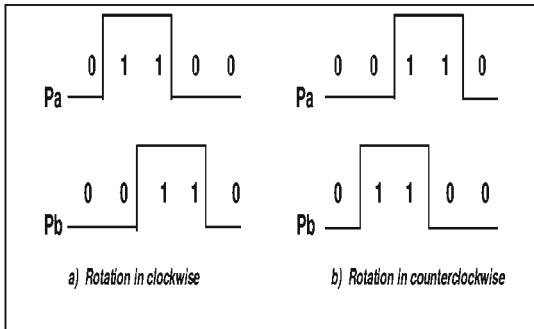 0 1 1 0 0
Pa
0 0 1 1 0
Pb
a) Rotation in clockwise
0 0 1 1 0
Pa
0 1 1 0 0
Pb
b) Rotation in counterclockwise